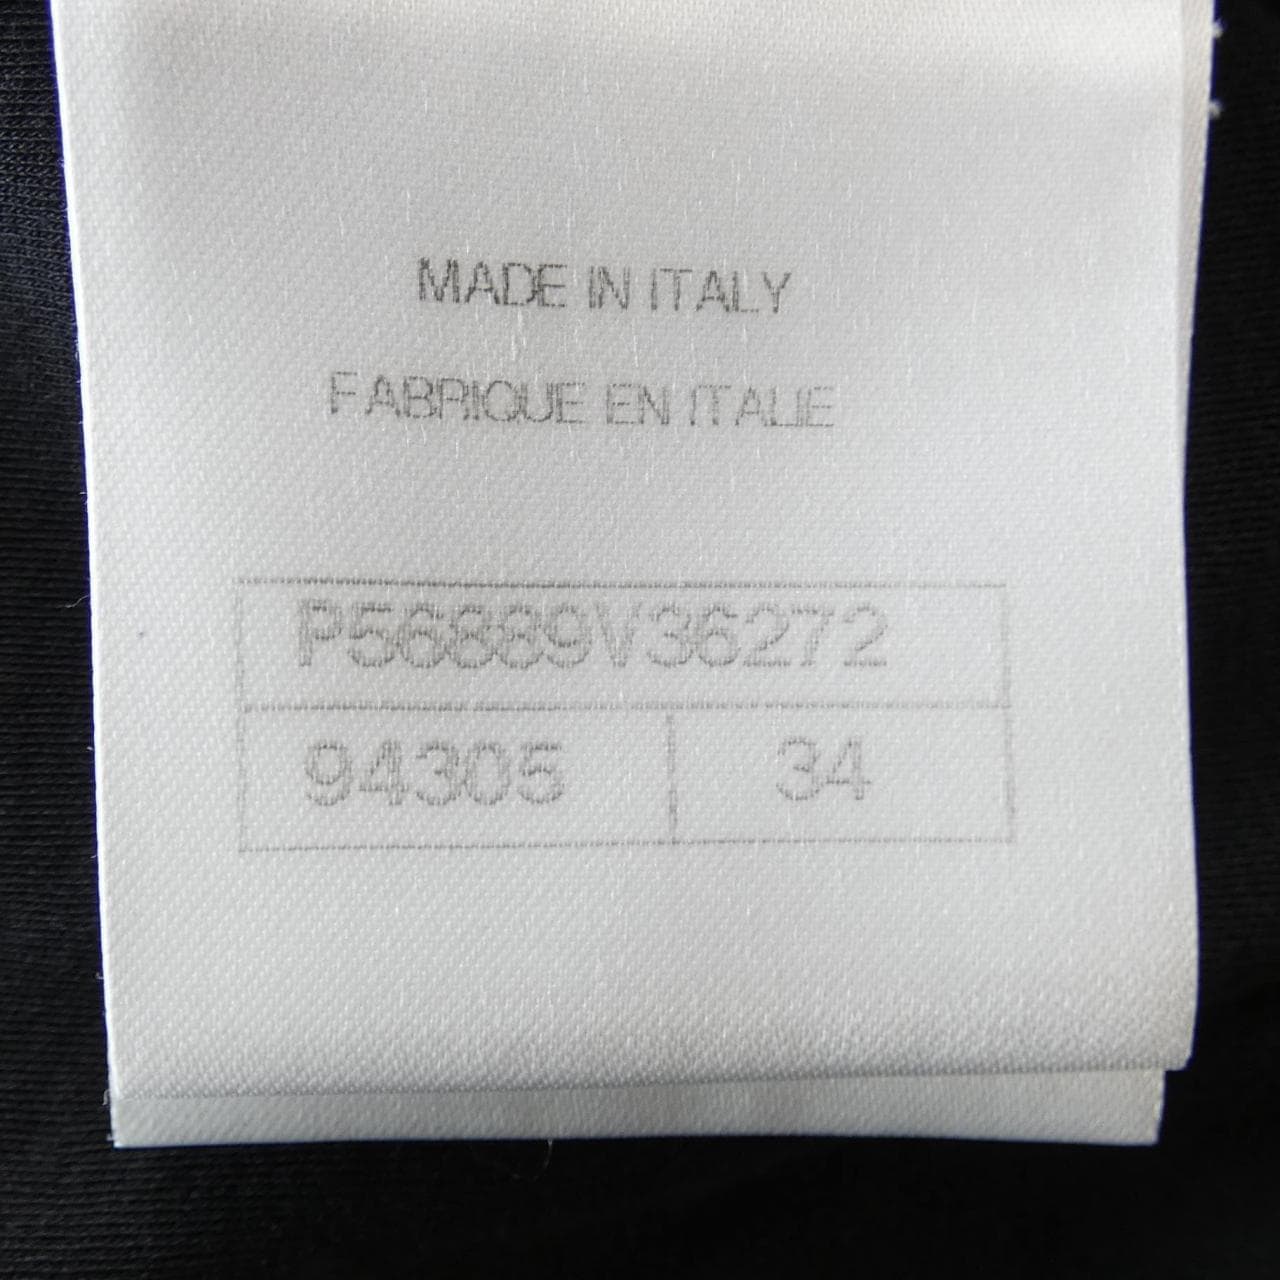 MADE IN ITALY
FABRIQUE EN ITALIE
P56889V36272
94305 34